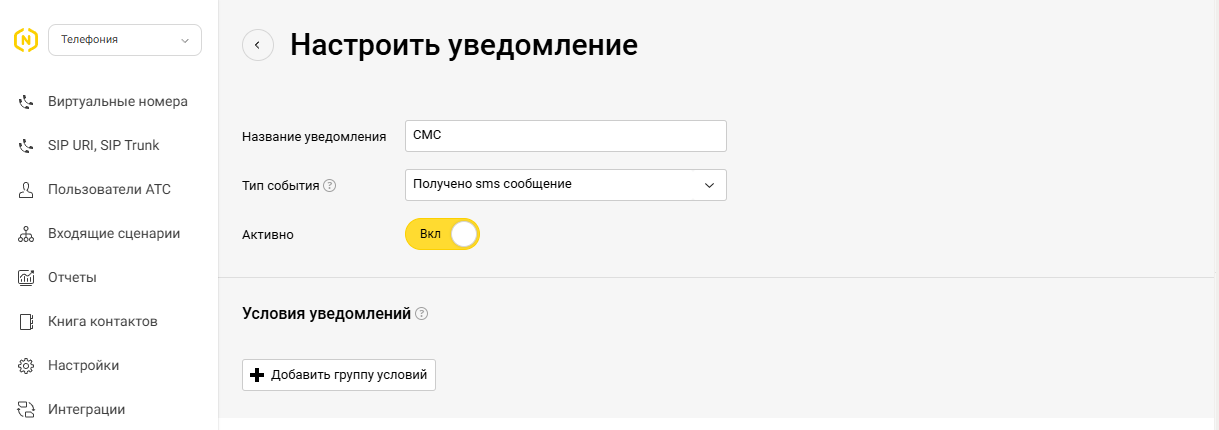 Телефония
Настроить уведомление
Виртуальные номера
SIP URI, SIP Trunk
Пользователи АТС
Входящие сценарии
Отчеты
Книга контактов
Настройки
Интеграции
Название уведомления
СМС
Тип события ?
Получено sms сообщение
Активно
Вкл
Условия уведомлений ?
Добавить группу условий